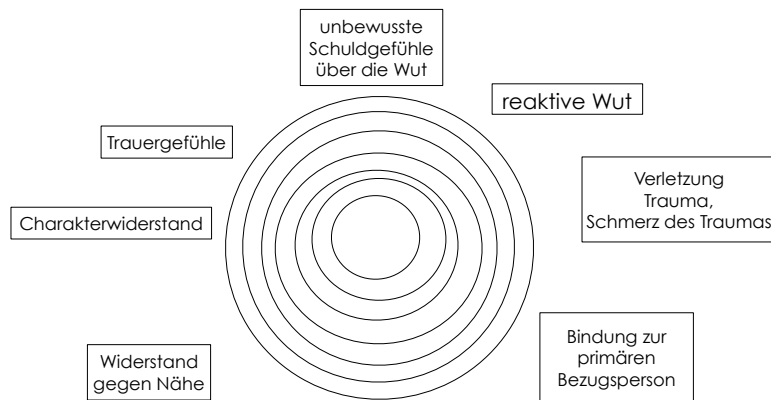 unbewusste
Schuldgefühle
über die Wut
reaktive Wut
Trauergefühle
Verletzung
Trauma,
Schmerz des Traumas
Charakterwiderstand
Bindung zur
primären
Bezugsperson
Widerstand
gegen Nähe